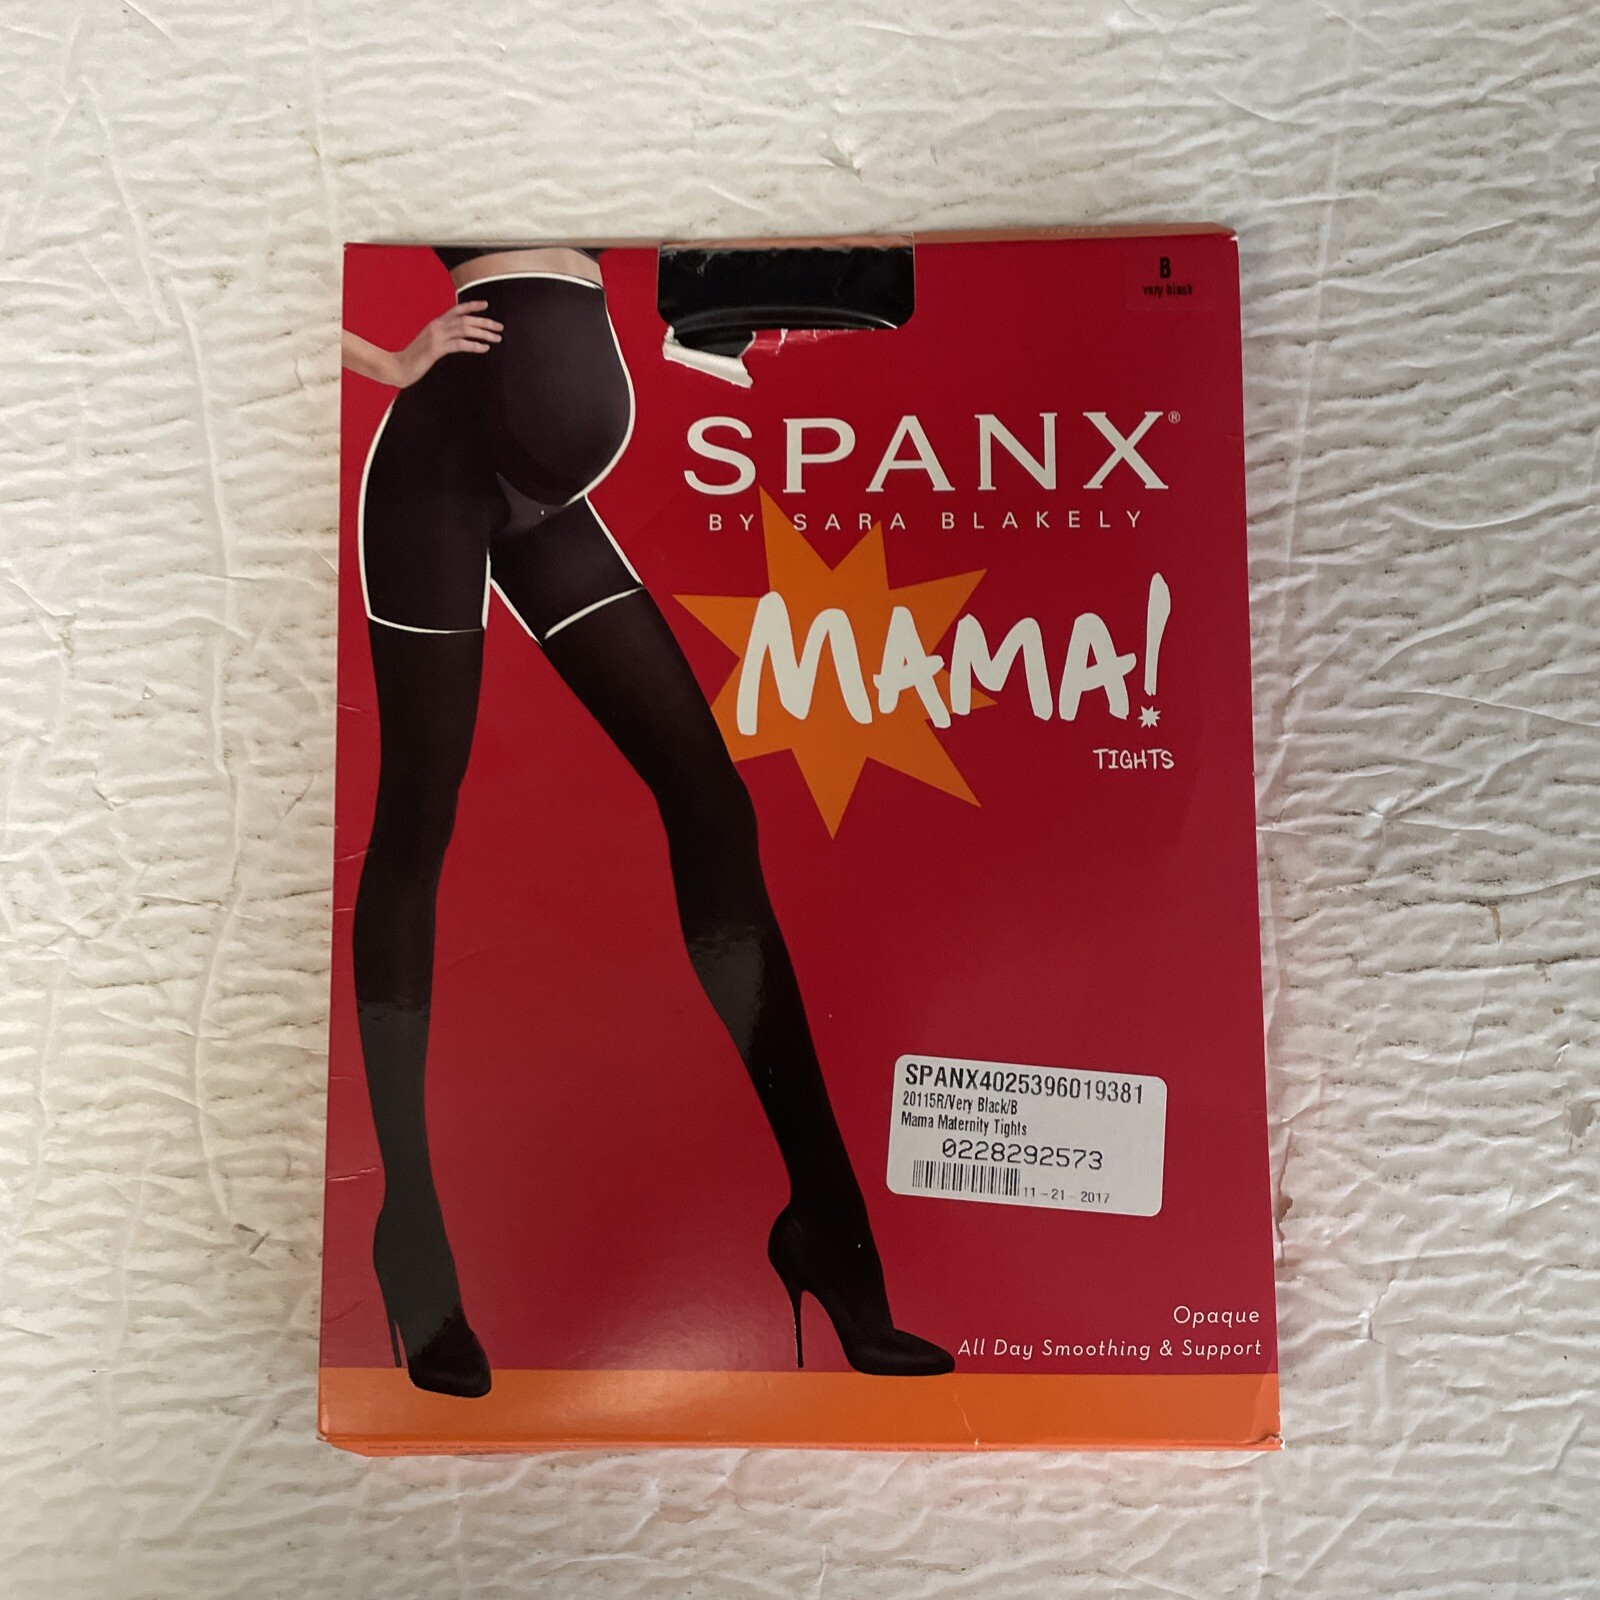 B
very black
SPANX®
BY SARA BLAKELY
MAMA!
TIGHTS
SPANX4025396019381
20115R/Very Black/B
Mama Maternity Tights
0228292573
11-21-2017
Opaque
All Day Smoothing & Support